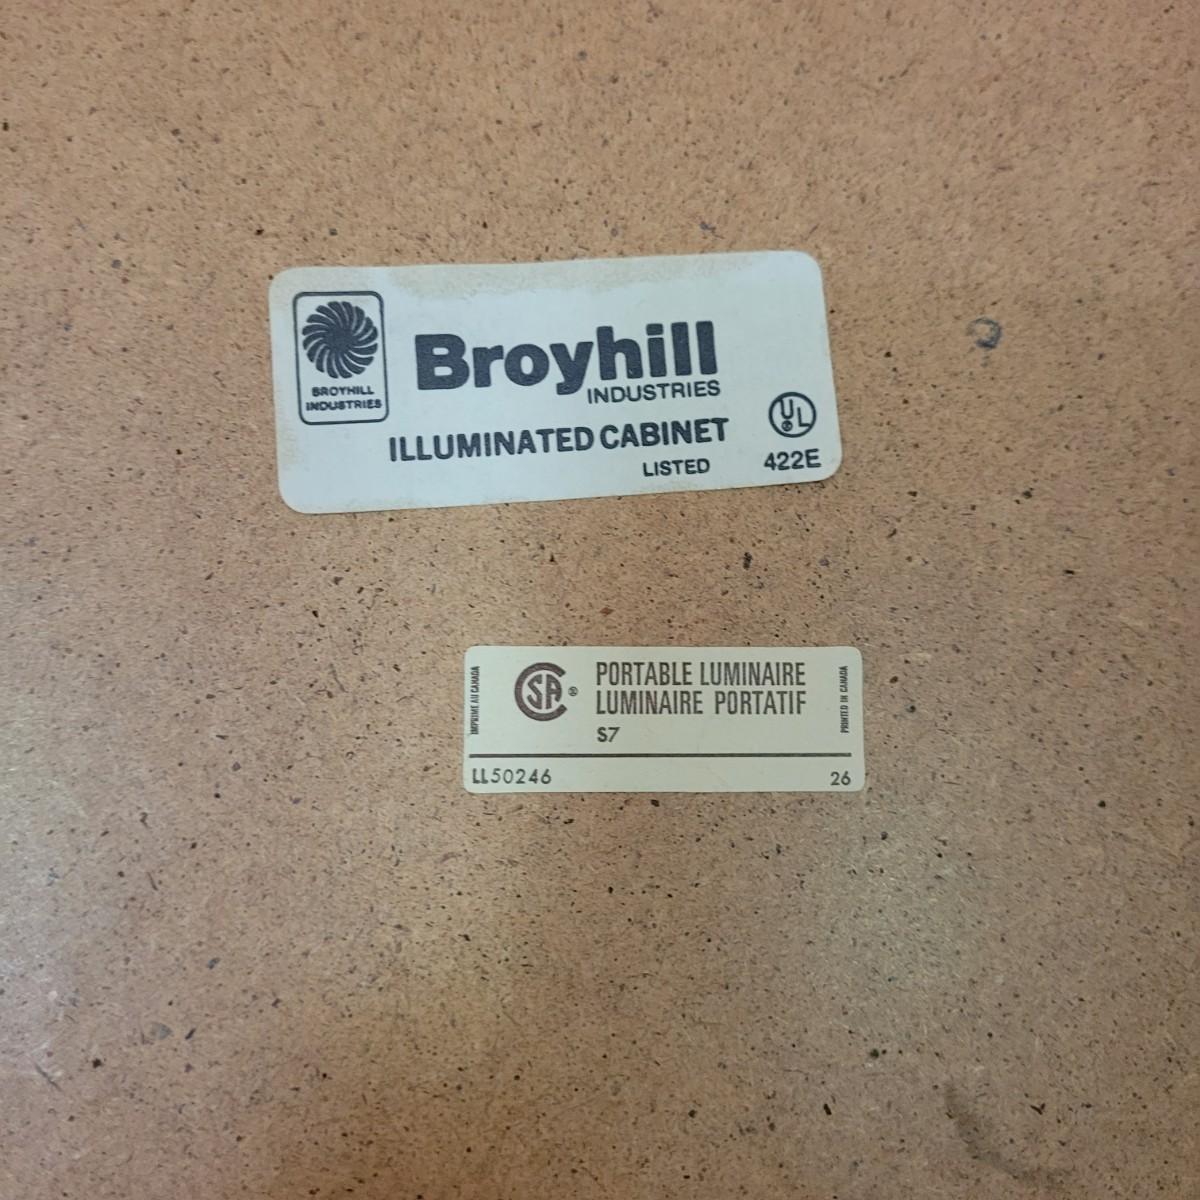 BROYHILL
INDUSTRIES
Broyhill
INDUSTRIES
ILLUMINATED CABINET
LISTED
UL
422E
IMPRIME AU CANADA
CSA®
PORTABLE LUMINAIRE
LUMINAIRE PORTATIF
S7
PRINTED IN CANADA
LL50246
26